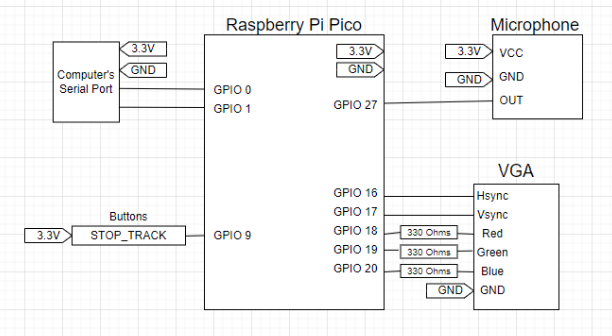 Raspberry Pi Pico
Microphone
3.3V
GND
Computer's
Serial Port
GPIO 0
GPIO 1
3.3V
GND
GPIO 27
3.3V
VCC
GND
GND
OUT
VGA
GPIO 16
Hsync
GPIO 17
Vsync
GPIO 18
330 Ohms
Red
GPIO 19
330 Ohms
Green
GPIO 20
330 Ohms
Blue
GND
GND
Buttons
3.3V
STOP_TRACK
GPIO 9